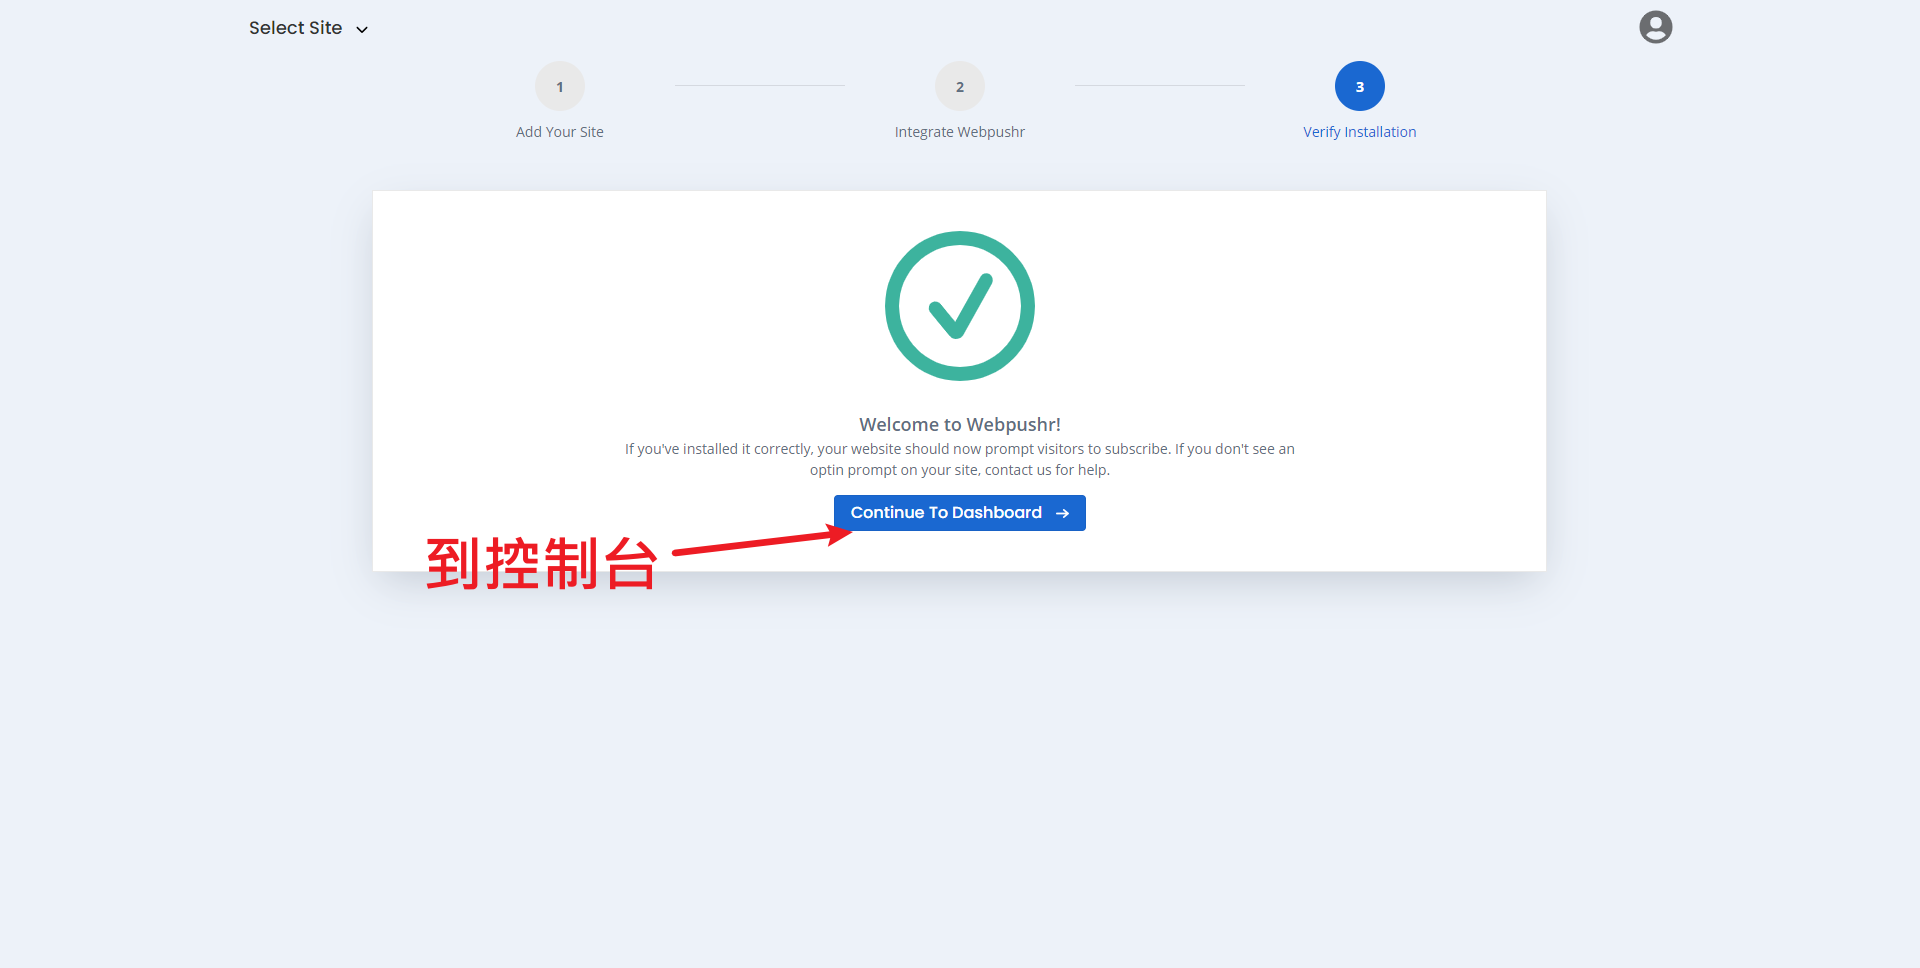 Select Site
1
2
3
Add Your Site
Integrate Webpushr
Verify Installation
Welcome to Webpushr!
If you've installed it correctly, your website should now prompt visitors to subscribe. If you don't see an
optin prompt on your site, contact us for help.
Continue To Dashboard
到控制台